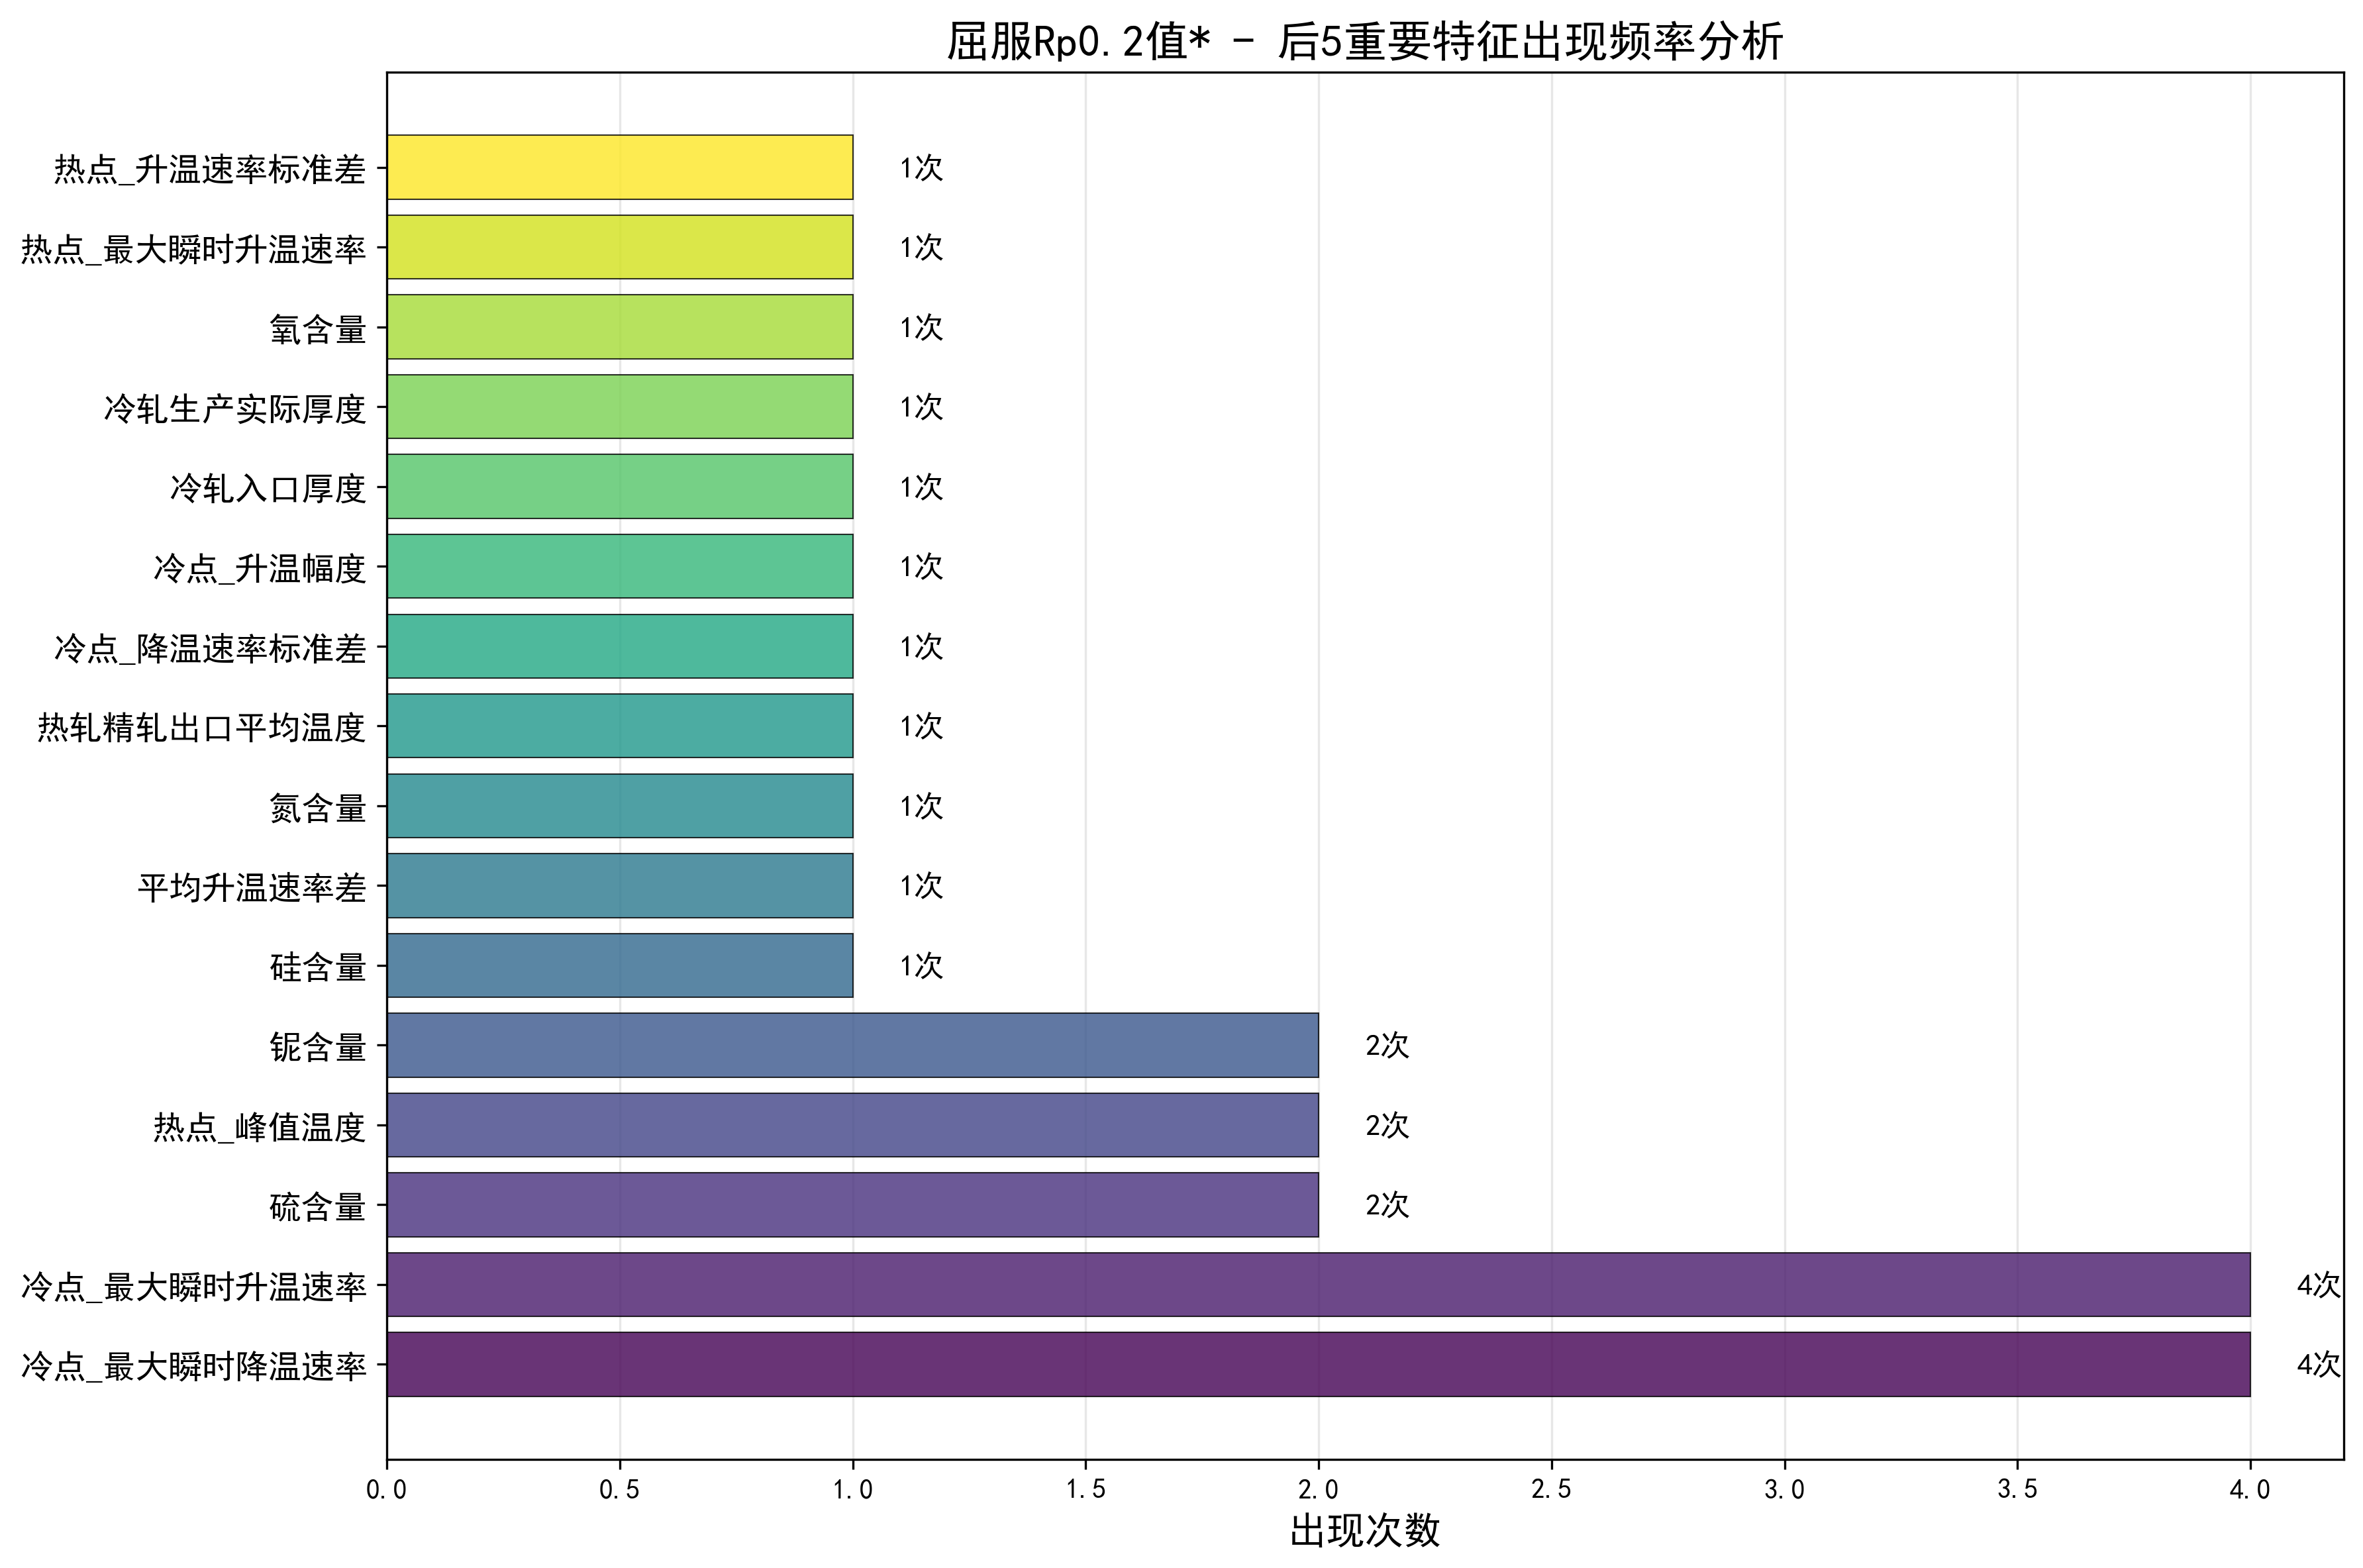 屈服Rp0.2值* - 后5重要特征出现频率分析
热点_升温速率标准差 1次
热点_最大瞬时升温速率 1次
氧含量 1次
冷轧生产实际厚度 1次
冷轧入口厚度 1次
冷点_升温幅度 1次
冷点_降温速率标准差 1次
热轧精轧出口平均温度 1次
氮含量 1次
平均升温速率差 1次
硅含量 1次
铌含量 2次
热点_峰值温度 2次
硫含量 2次
冷点_最大瞬时升温速率 4次
冷点_最大瞬时降温速率 4次
0.0 0.5 1.0 1.5 2.0 2.5 3.0 3.5 4.0
出现次数